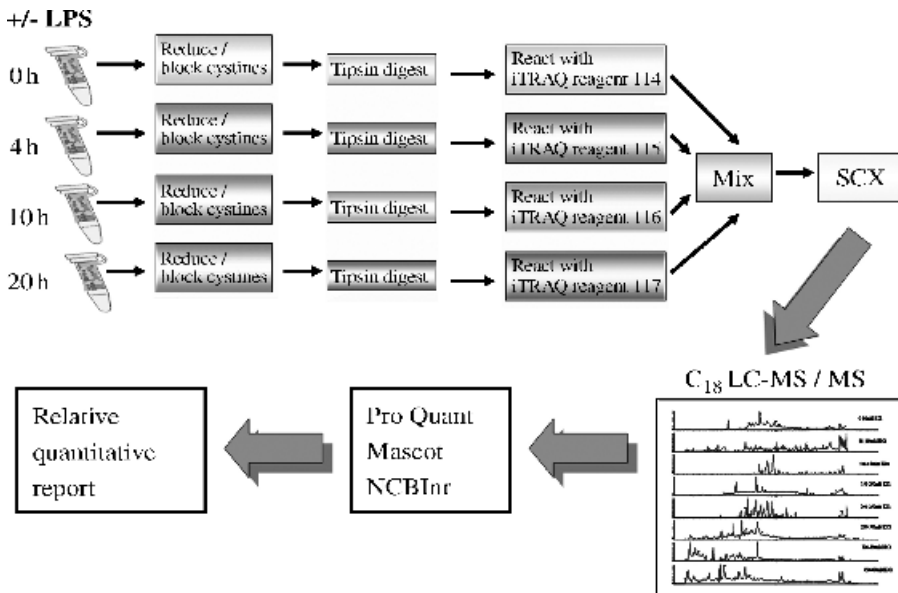 +/- LPS
0 h
Reduce /
block cystines
Tipsin digest
React with
iTRAQ reagent 114
4 h
Reduce /
block cystines
Tipsin digest
React with
iTRAQ reagent 115
Mix
SCX
10 h
Reduce /
block cystines
Tipsin digest
React with
iTRAQ reagent 116
20 h
Reduce /
block cystines
Tipsin digest
React with
iTRAQ reagent 117
C18 LC-MS / MS
Relative
quantitative
report
Pro Quant
Mascot
NCBInr